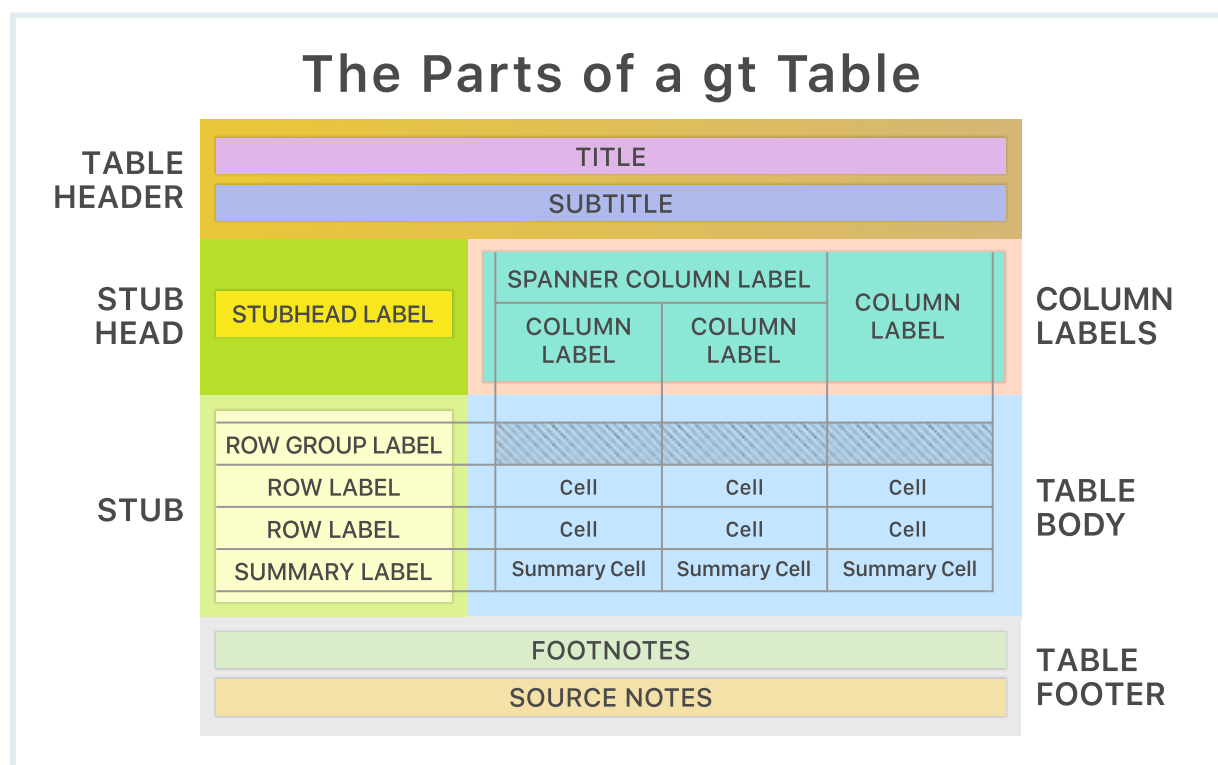 The Parts of a gt Table
TABLE
HEADER
TITLE
SUBTITLE
STUB
HEAD
STUBHEAD LABEL
SPANNER COLUMN LABEL
COLUMN
LABEL
COLUMN
LABEL
COLUMN
LABEL
COLUMN
LABELS
STUB
ROW GROUP LABEL
ROW LABEL Cell Cell Cell
ROW LABEL Cell Cell Cell
SUMMARY LABEL Summary Cell Summary Cell Summary Cell
TABLE
BODY
FOOTNOTES
SOURCE NOTES
TABLE
FOOTER